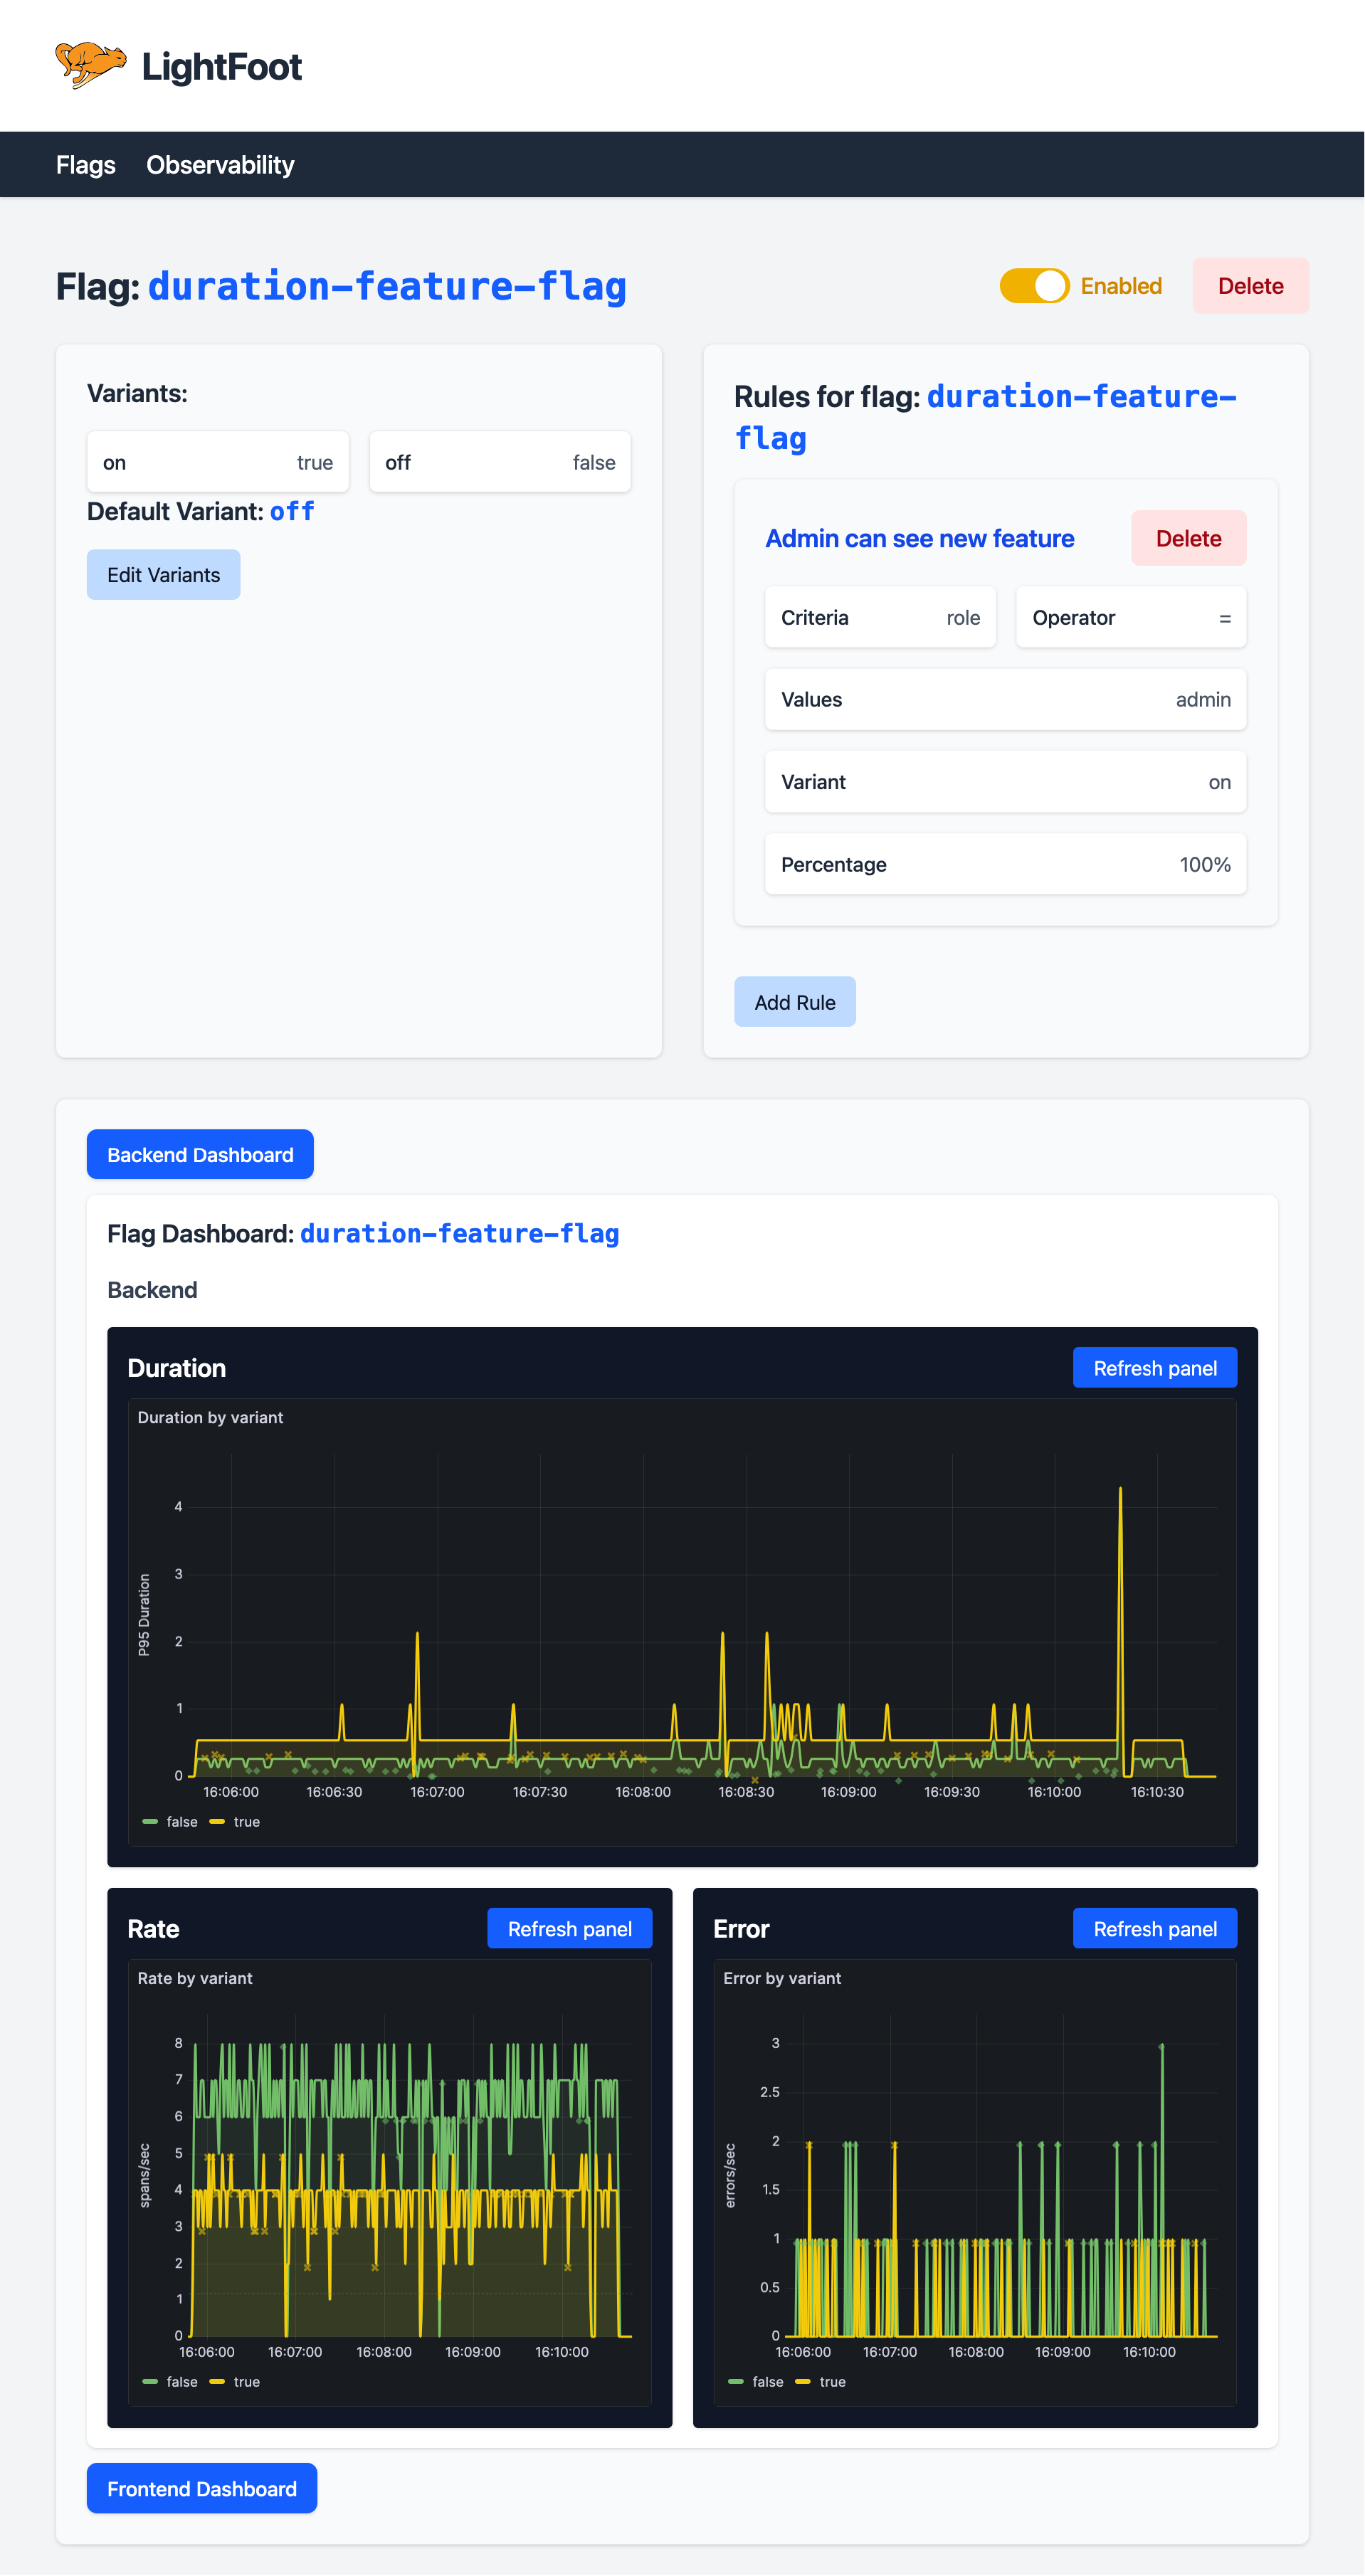 LightFoot
Flags Observability
Flag: duration-feature-flag Enabled Delete
Variants:
on true off false
Default Variant: off
Edit Variants
Rules for flag: duration-feature-
flag
Admin can see new feature Delete
Criteria role Operator =
Values admin
Variant on
Percentage 100%
Add Rule
Backend Dashboard
Flag Dashboard: duration-feature-flag
Backend
Duration Refresh panel
Duration by variant
P95 Duration
4
3
2
1
0
16:06:00 16:06:30 16:07:00 16:07:30 16:08:00 16:08:30 16:09:00 16:09:30 16:10:00 16:10:30
false true
Rate Refresh panel
Rate by variant
spans/sec
8
7
6
5
4
3
2
1
0
16:06:00 16:07:00 16:08:00 16:09:00 16:10:00
false true
Error Refresh panel
Error by variant
errors/sec
3
2.5
2
1.5
1
0.5
0
16:06:00 16:07:00 16:08:00 16:09:00 16:10:00
false true
Frontend Dashboard